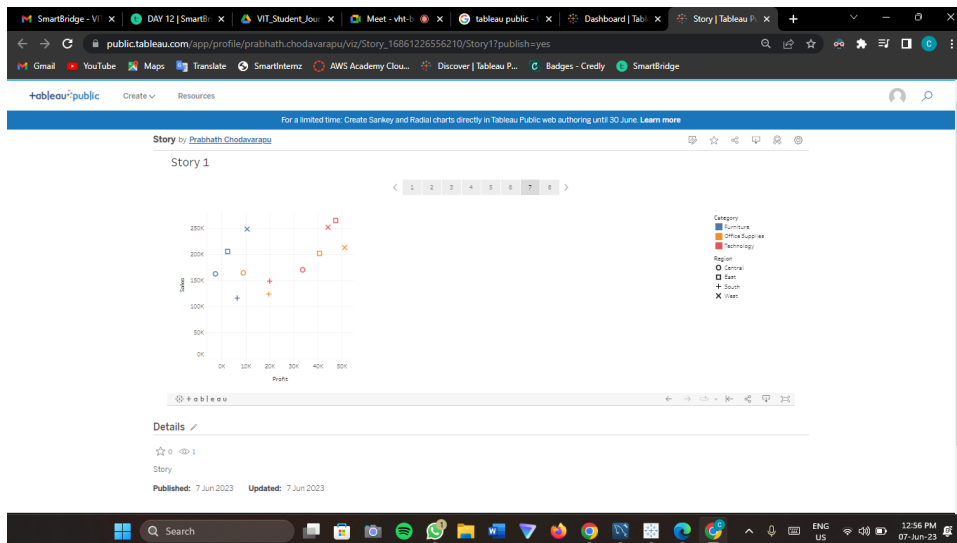 SmartBridge - VIT
DAY 12 | SmartBri
VIT_Student_Jour
Meet - vht-b
tableau public -
Dashboard | Tabl
Story | Tableau P
public.tableau.com/app/profile/prabhath.chodavarapu/viz/Story_16861226556210/Story1?publish=yes
Gmail YouTube Maps Translate SmartInternz AWS Academy Clou... Discover | Tableau P... Badges - Credly SmartBridge
+ableau public Create Resources
For a limited time: Create Sankey and Radial charts directly in Tableau Public web authoring until 30 June. Learn more
Story by Prabhath Chodavarapu
Story 1
1 2 3 4 5 6 7 8
250K
200K
150K
100K
50K
0K
Sales
0K 10K 20K 30K 40K 50K
Profit
Category
Furniture
Office Supplies
Technology
Region
Central
East
South
West
+ableau
Details
0 1
Story
Published: 7 Jun 2023 Updated: 7 Jun 2023
Search
ENG
US
12:56 PM
07-Jun-23